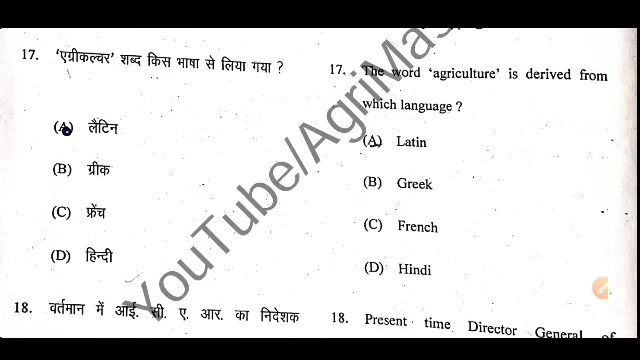 17. 'एग्रीकल्चर' शब्द किस भाषा से लिया गया ?
(A) लैटिन
(B) ग्रीक
(C) फ्रेंच
(D) हिन्दी
18. वर्तमान में आई. सी. ए. आर. का निदेशक
17. The word 'agriculture' is derived from
which language ?
(A) Latin
(B) Greek
(C) French
(D) Hindi
18. Present time Director General of
YouTube/AgriMas